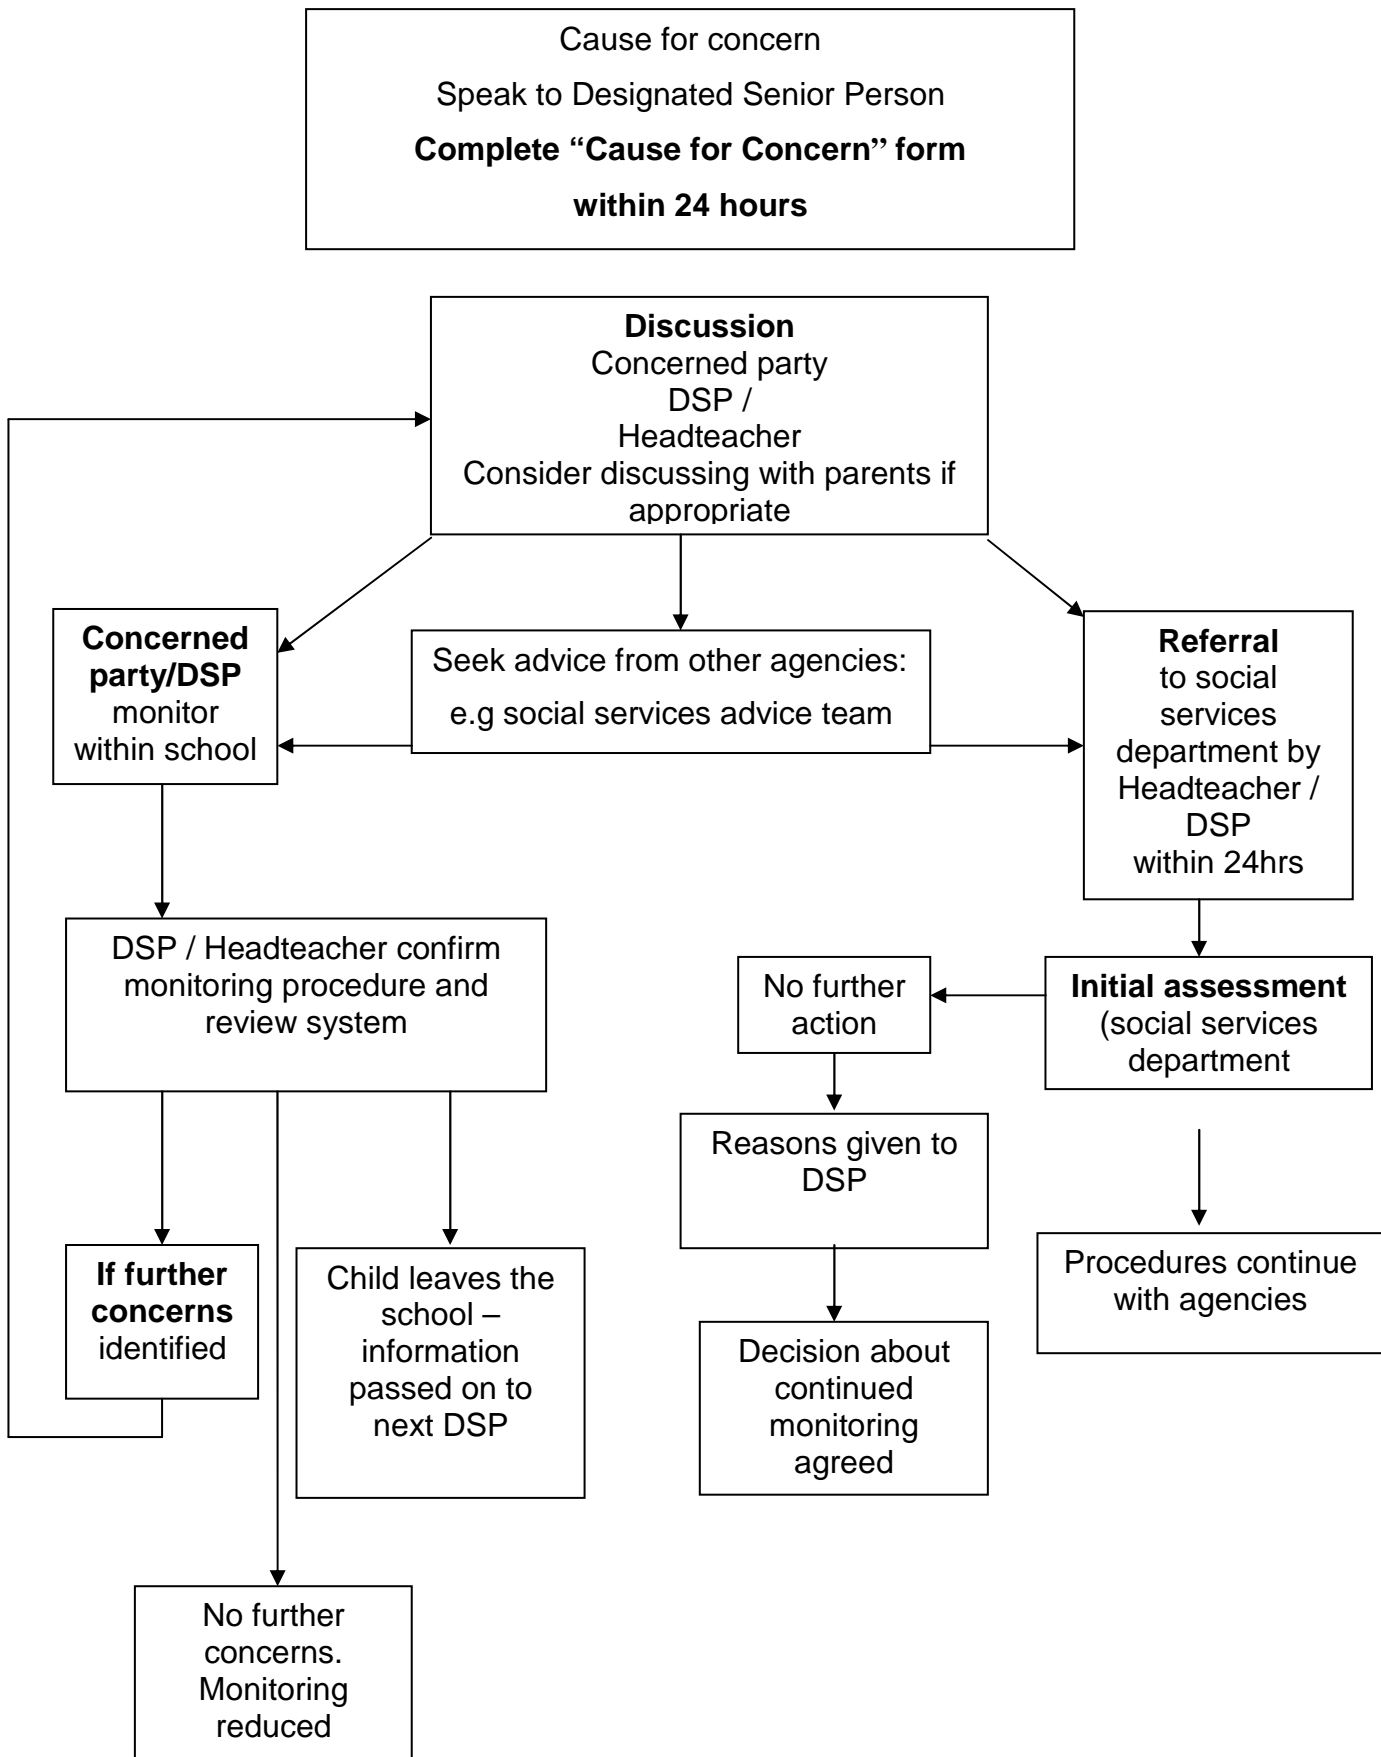 Cause for concern
Speak to Designated Senior Person
Complete “Cause for Concern” form
within 24 hours
Discussion
Concerned party
DSP /
Headteacher
Consider discussing with parents if
appropriate
Concerned
party/DSP
monitor
within school
Seek advice from other agencies:
e.g social services advice team
Referral
to social
services
department by
Headteacher /
DSP
within 24hrs
DSP / Headteacher confirm
monitoring procedure and
review system
No further
action
Initial assessment
(social services
department
Reasons given to
DSP
If further
concerns
identified
Child leaves the
school –
information
passed on to
next DSP
Procedures continue
with agencies
Decision about
continued
monitoring
agreed
No further
concerns.
Monitoring
reduced